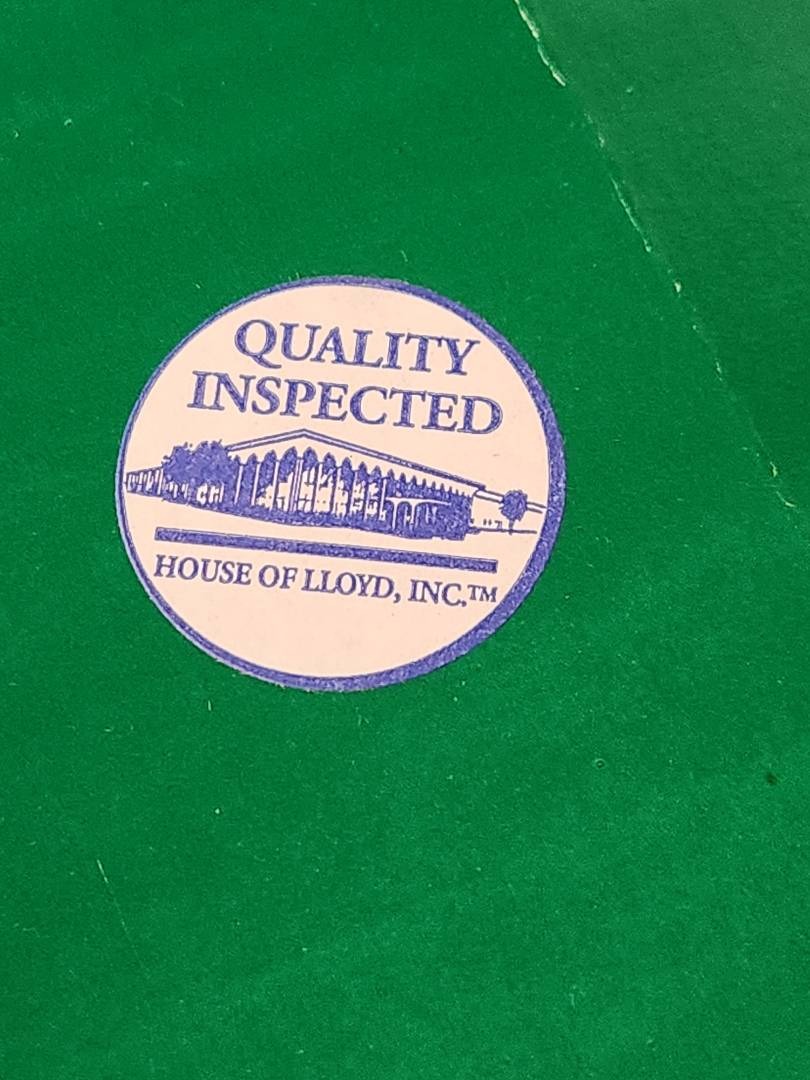 QUALITY
INSPECTED
HOUSE OF LLOYD, INC.™